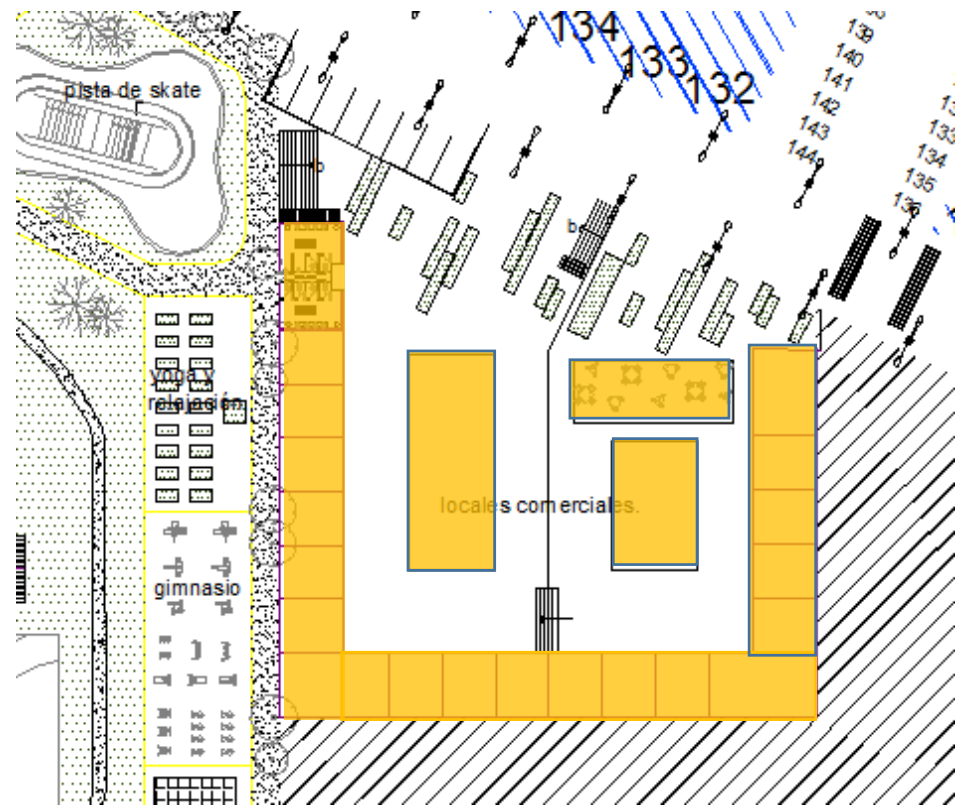 134
133
132
139
140
141
142
143
144
133
134
135
136
pista de skate
b
b
yoga y
relajación
locales comerciales.
gimnasio